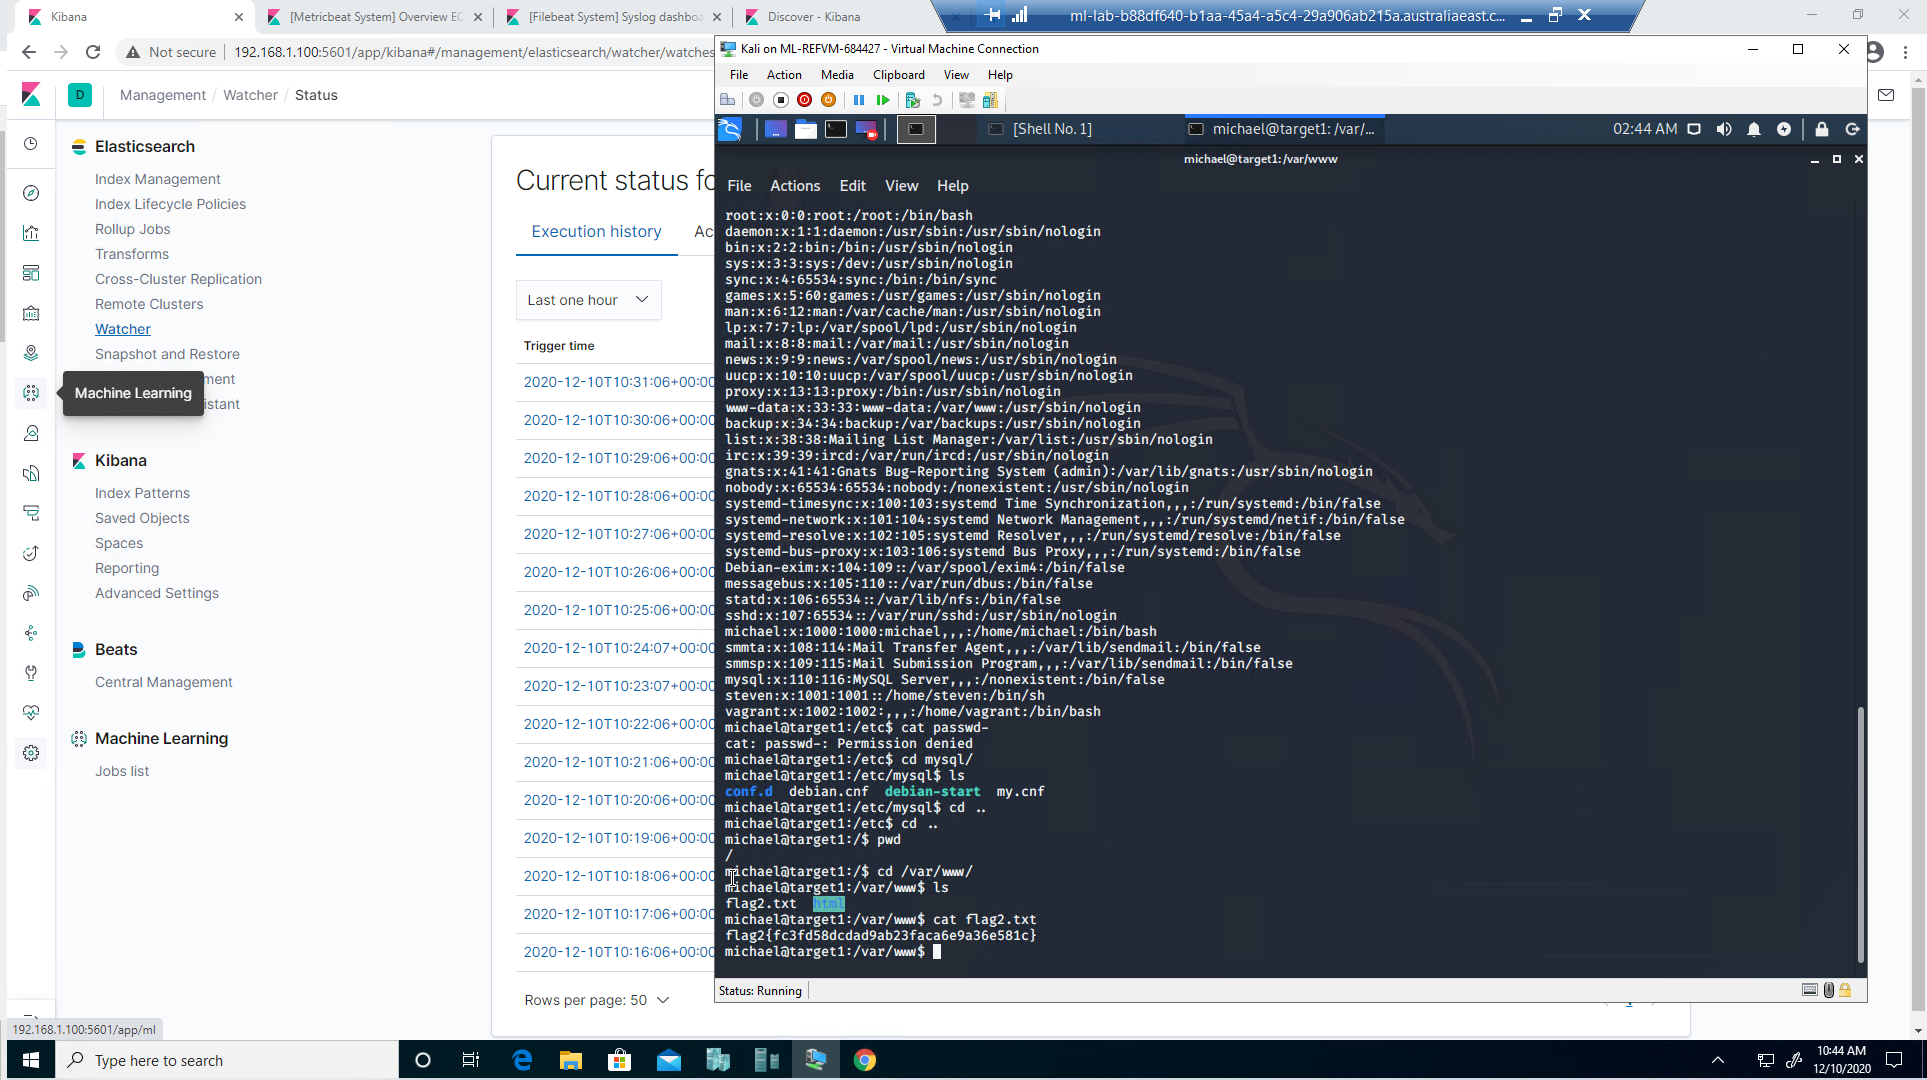 Kibana
[Metricbeat System] Overview EC
[Filebeat System] Syslog dashboa
Discover - Kibana
ml-lab-b88df640-b1aa-45a4-a5c4-29a906ab215a.australiaeast.c...
Not secure
192.168.1.100:5601/app/kibana#/management/elasticsearch/watcher/watches
Kali on ML-REFVM-684427 - Virtual Machine Connection
File Action Media Clipboard View Help
D
Management / Watcher / Status
Elasticsearch
Index Management
Index Lifecycle Policies
Rollup Jobs
Transforms
Cross-Cluster Replication
Remote Clusters
Watcher
Snapshot and Restore
ment
istant
Machine Learning
Kibana
Index Patterns
Saved Objects
Spaces
Reporting
Advanced Settings
Beats
Central Management
Machine Learning
Jobs list
192.168.1.100:5601/app/ml
Current status fo
Execution history
Ac
Last one hour
Trigger time
2020-12-10T10:31:06+00:00
2020-12-10T10:30:06+00:00
2020-12-10T10:29:06+00:00
2020-12-10T10:28:06+00:00
2020-12-10T10:27:06+00:00
2020-12-10T10:26:06+00:00
2020-12-10T10:25:06+00:00
2020-12-10T10:24:07+00:00
2020-12-10T10:23:07+00:00
2020-12-10T10:22:06+00:00
2020-12-10T10:21:06+00:00
2020-12-10T10:20:06+00:00
2020-12-10T10:19:06+00:00
2020-12-10T10:18:06+00:00
2020-12-10T10:17:06+00:00
2020-12-10T10:16:06+00:00
Rows per page: 50
[Shell No. 1]
michael@target1: /var/...
02:44 AM
michael@target1: /var/www
File Actions Edit View Help
root:x:0:0:root:/root:/bin/bash
daemon:x:1:1:daemon:/usr/sbin:/usr/sbin/nologin
bin:x:2:2:bin:/bin:/usr/sbin/nologin
sys:x:3:3:sys:/dev:/usr/sbin/nologin
sync:x:4:65534:sync:/bin:/bin/sync
games:x:5:60:games:/usr/games:/usr/sbin/nologin
man:x:6:12:man:/var/cache/man:/usr/sbin/nologin
lp:x:7:7:lp:/var/spool/lpd:/usr/sbin/nologin
mail:x:8:8:mail:/var/mail:/usr/sbin/nologin
news:x:9:9:news:/var/spool/news:/usr/sbin/nologin
uucp:x:10:10:uucp:/var/spool/uucp:/usr/sbin/nologin
proxy:x:13:13:proxy:/bin:/usr/sbin/nologin
www-data:x:33:33:www-data:/var/www:/usr/sbin/nologin
backup:x:34:34:backup:/var/backups:/usr/sbin/nologin
list:x:38:38:Mailing List Manager:/var/list:/usr/sbin/nologin
irc:x:39:39:ircd:/var/run/ircd:/usr/sbin/nologin
gnats:x:41:41:Gnats Bug-Reporting System (admin):/var/lib/gnats:/usr/sbin/nologin
nobody:x:65534:65534:nobody:/nonexistent:/usr/sbin/nologin
systemd-timesync:x:100:103:systemd Time Synchronization,,,:/run/systemd:/bin/false
systemd-network:x:101:104:systemd Network Management,,,:/run/systemd/netif:/bin/false
systemd-resolve:x:102:105:systemd Resolver,,,:/run/systemd/resolve:/bin/false
systemd-bus-proxy:x:103:106:systemd Bus Proxy,,,:/run/systemd:/bin/false
Debian-exim:x:104:109::/var/spool/exim4:/bin/false
messagebus:x:105:110::/var/run/dbus:/bin/false
statd:x:106:65534::/var/lib/nfs:/bin/false
sshd:x:107:65534::/var/run/sshd:/usr/sbin/nologin
michael:x:1000:1000:michael,,,:/home/michael:/bin/bash
smmta:x:108:114:Mail Transfer Agent,,,:/var/lib/sendmail:/bin/false
smmsp:x:109:115:Mail Submission Program,,,:/var/lib/sendmail:/bin/false
mysql:x:110:116:MySQL Server,,,:/nonexistent:/bin/false
steven:x:1001:1001::/home/steven:/bin/sh
vagrant:x:1002:1002:,,,:/home/vagrant:/bin/bash
michael@target1:/etc$ cat passwd-
cat: passwd-: Permission denied
michael@target1:/etc$ cd mysql/
michael@target1:/etc/mysql$ ls
conf.d debian.cnf debian-start my.cnf
michael@target1:/etc/mysql$ cd ..
michael@target1:/etc$ cd ..
michael@target1:/$ pwd
/
michael@target1:/$ cd /var/www/
michael@target1:/var/www$ ls
flag2.txt html
michael@target1:/var/www$ cat flag2.txt
flag2{fc3fd58dcdad9ab23faca6e9a36e581c}
michael@target1:/var/www$
Status: Running
1
Type here to search
10:44 AM
12/10/2020